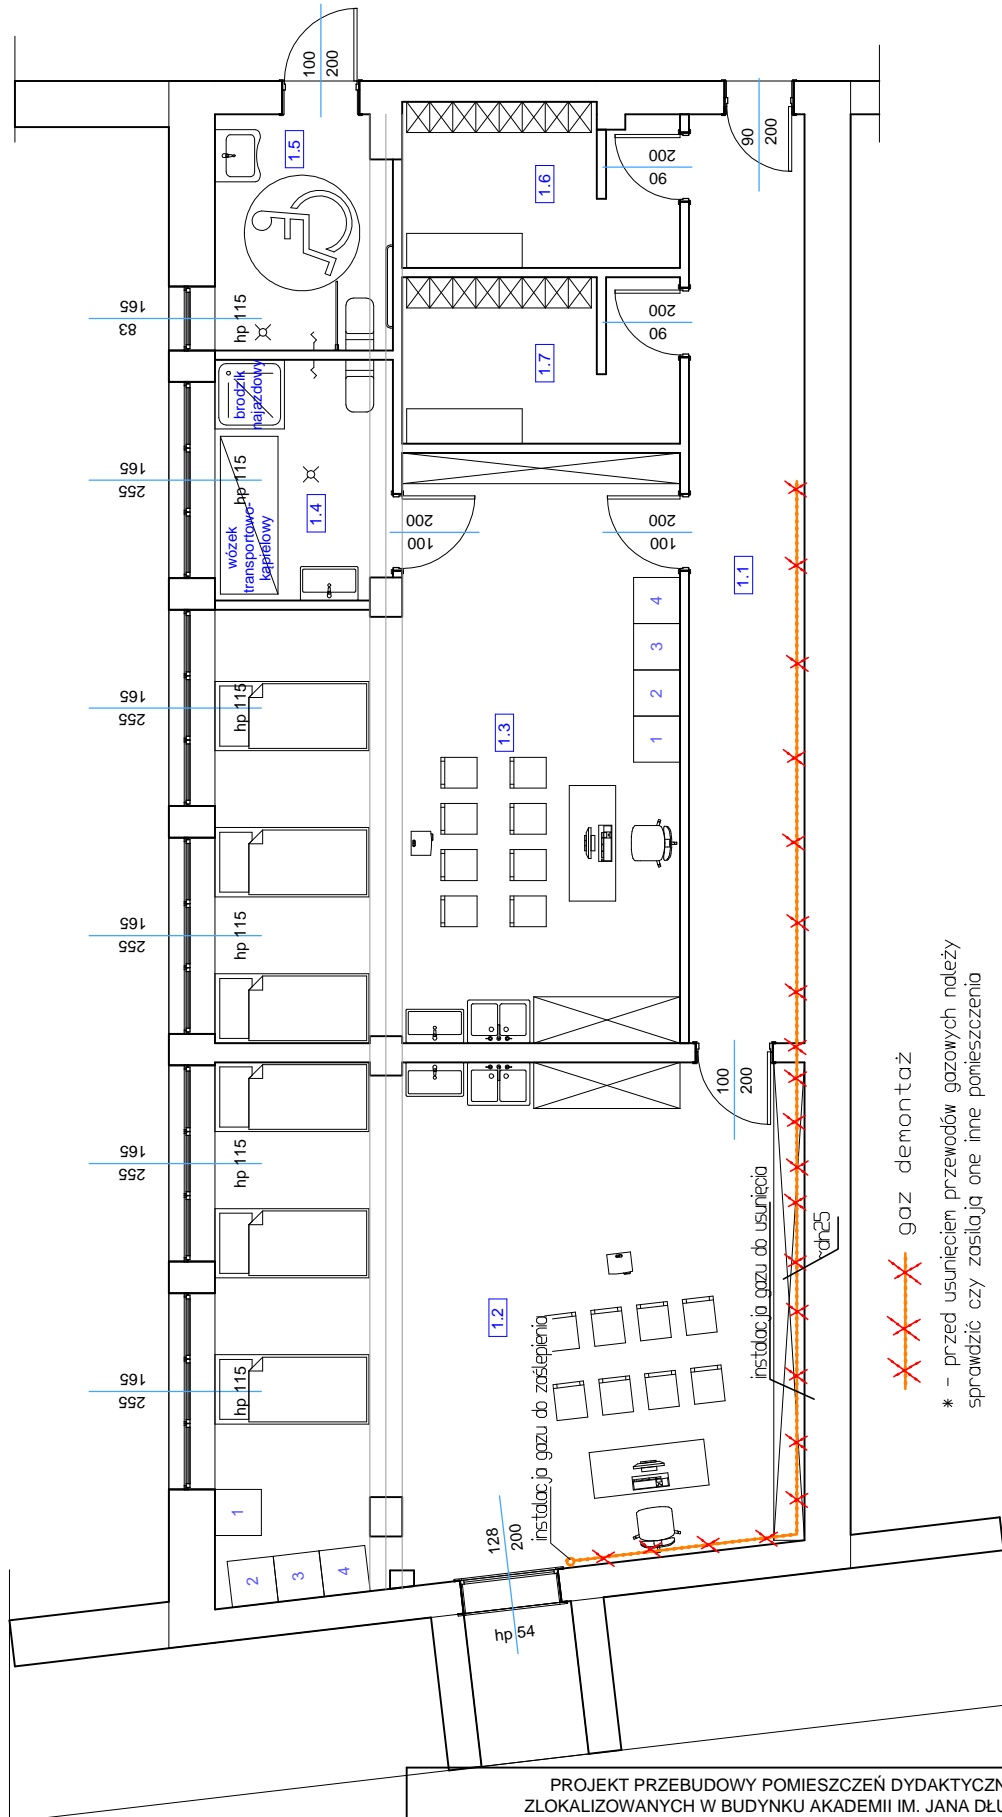 100
200
1.5
165
83
hp 115
1.6
200
90
90
200
1.7
200
90
brodzik
najazdowy
165
255
hp 115
wózek
transportowo-
kąpielowy
1.4
200
100
200
100
1.1
165
255
hp 115
1.3
4
3
2
1
165
255
hp 115
100
200
165
255
hp 115
instalacja gazu do usunięcia
dn25
1.2
instalacja gazu do zaślepienia
165
255
hp 115
1
2
3
4
128
200
hp 54
gaz demontaż
* - przed usunięciem przewodów gazowych należy
sprawdzić czy zasilają one inne pomieszczenia
PROJEKT PRZEBUDOWY POMIESZCZEŃ DYDAKTYCZN
ZLOKALIZOWANYCH W BUDYNKU AKADEMII IM. JANA DŁU